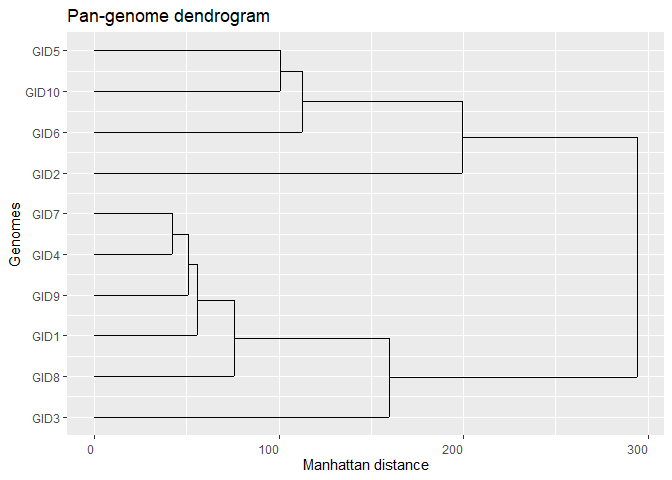 Pan-genome dendrogram
GID5
GID10
GID6
GID2
GID7
GID4
GID9
GID1
GID8
GID3
Genomes
0 100 200 300
Manhattan distance